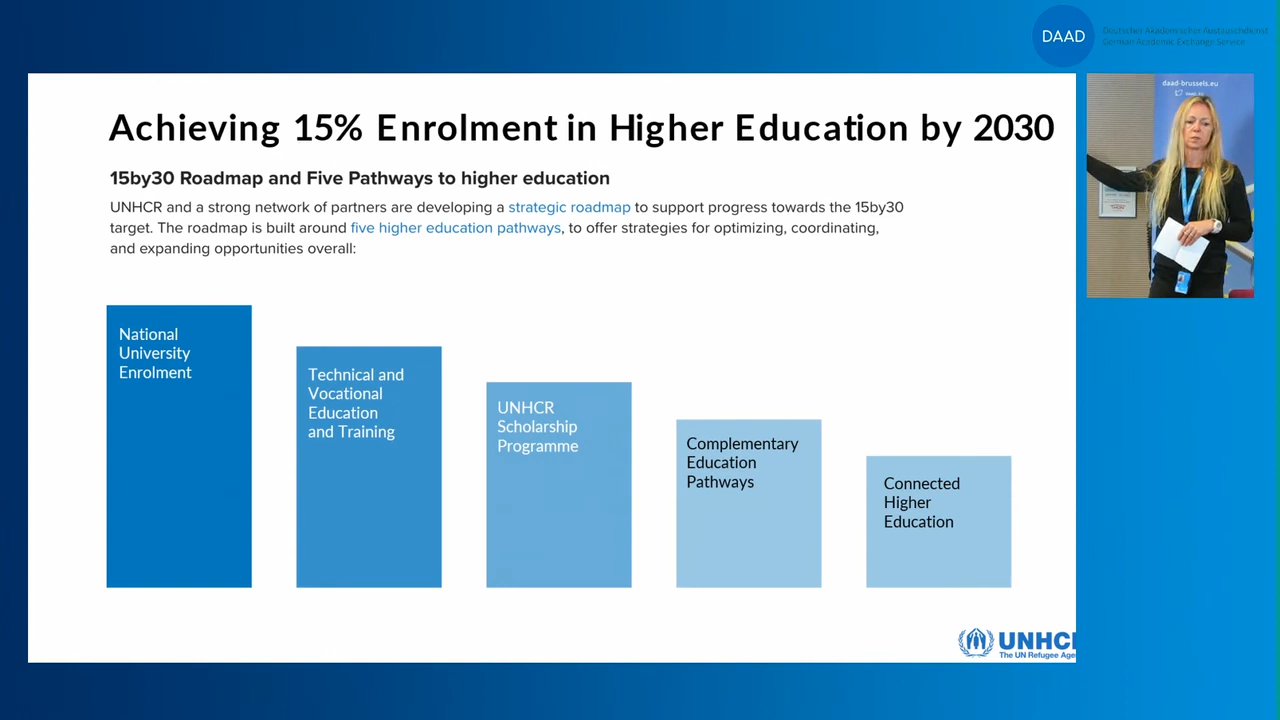 DAAD
Deutscher Akademischer Austauschdienst
German Academic Exchange Service
daad-brussels.eu
Achieving 15% Enrolment in Higher Education by 2030
15by30 Roadmap and Five Pathways to higher education
UNHCR and a strong network of partners are developing a strategic roadmap to support progress towards the 15by30
target. The roadmap is built around five higher education pathways, to offer strategies for optimizing, coordinating,
and expanding opportunities overall:
National
University
Enrolment
Technical and
Vocational
Education
and Training
UNHCR
Scholarship
Programme
Complementary
Education
Pathways
Connected
Higher
Education
UNHC
The UN Refugee Age